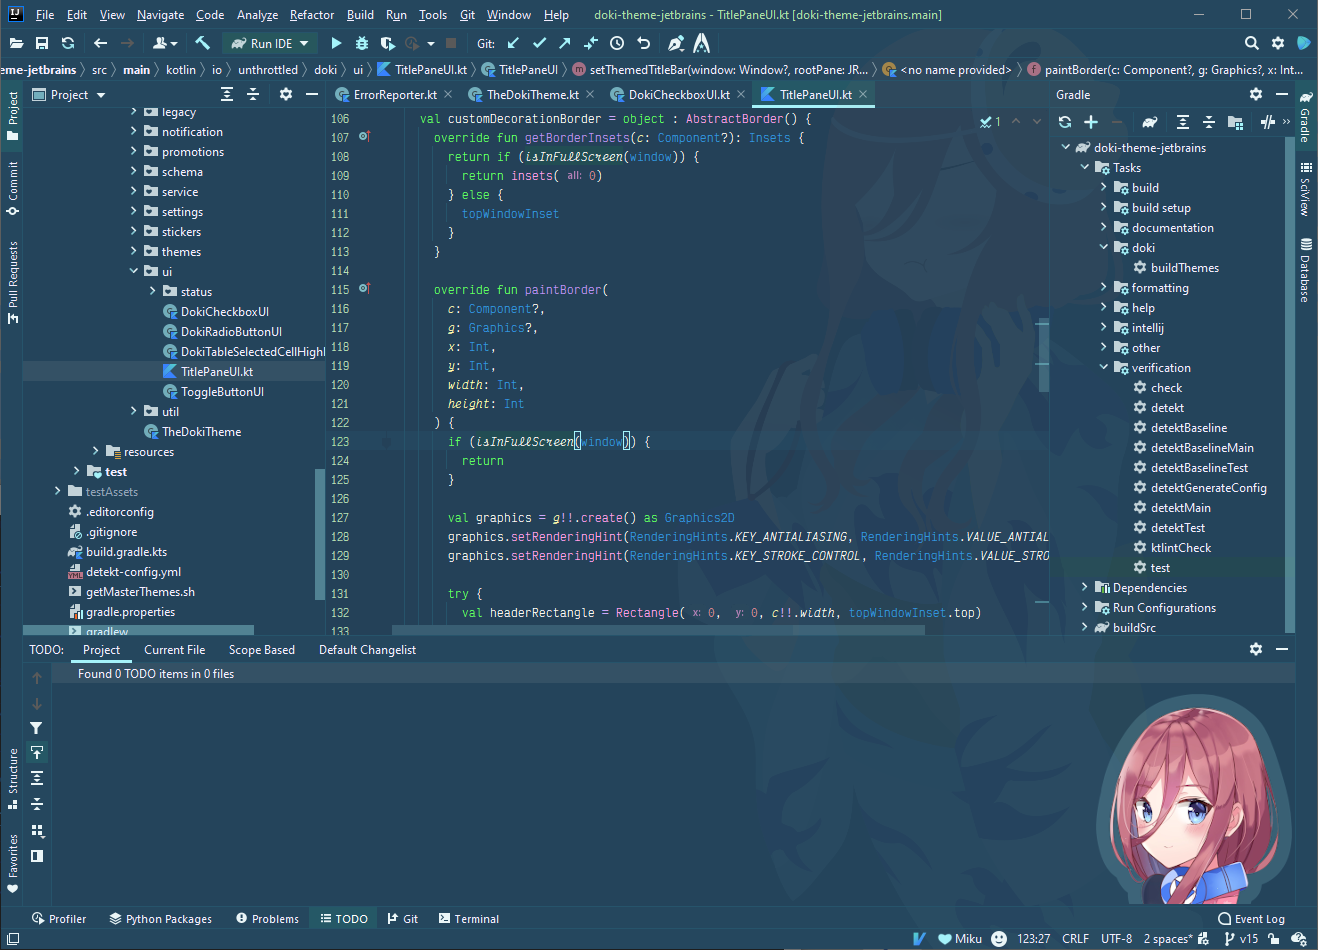 File Edit View Navigate Code Analyze Refactor Build Run Tools Git Window Help doki-theme-jetbrains - TitlePaneUI.kt [doki-theme-jetbrains.main]
Run IDE Git:
eme-jetbrains src main kotlin io unthrottled doki ui TitlePaneUI.kt TitlePaneUI setThemedTitleBar(window: Window?, rootPane: JR... <no name provided> paintBorder(c: Component?, g: Graphics?, x: Int...
Project
Commit
Pull Requests
Structure
Favorites
Project
legacy
notification
promotions
schema
service
settings
stickers
themes
ui
status
DokiCheckboxUI
DokiRadioButtonUI
DokiTableSelectedCellHighl
TitlePaneUI.kt
ToggleButtonUI
util
TheDokiTheme
resources
test
testAssets
.editorconfig
.gitignore
build.gradle.kts
detekt-config.yml
getMasterThemes.sh
gradle.properties
gradlew
ErrorReporter.kt TheDokiTheme.kt DokiCheckboxUI.kt TitlePaneUI.kt
1
106 val customDecorationBorder = object : AbstractBorder() {
107 override fun getBorderInsets(c: Component?): Insets {
108 return if (isInFullScreen(window)) {
109 return insets( all: 0)
110 } else {
111 topWindowInset
112 }
113 }
114
115 override fun paintBorder(
116 c: Component?,
117 g: Graphics?,
118 x: Int,
119 y: Int,
120 width: Int,
121 height: Int
122 ) {
123 if (isInFullScreen(window)) {
124 return
125 }
126
127 val graphics = g!!.create() as Graphics2D
128 graphics.setRenderingHint(RenderingHints.KEY_ANTIALIASING, RenderingHints.VALUE_ANTIAL
129 graphics.setRenderingHint(RenderingHints.KEY_STROKE_CONTROL, RenderingHints.VALUE_STRO
130
131 try {
132 val headerRectangle = Rectangle( x: 0, y: 0, c!!.width, topWindowInset.top)
133
Gradle
doki-theme-jetbrains
Tasks
build
build setup
documentation
doki
buildThemes
formatting
help
intellij
other
verification
check
detekt
detektBaseline
detektBaselineMain
detektBaselineTest
detektGenerateConfig
detektMain
detektTest
ktlintCheck
test
Dependencies
Run Configurations
buildSrc
Gradle
SciView
Database
TODO: Project Current File Scope Based Default Changelist
Found 0 TODO items in 0 files
Profiler Python Packages Problems TODO Git Terminal Event Log
Miku 123:27 CRLF UTF-8 2 spaces* v15